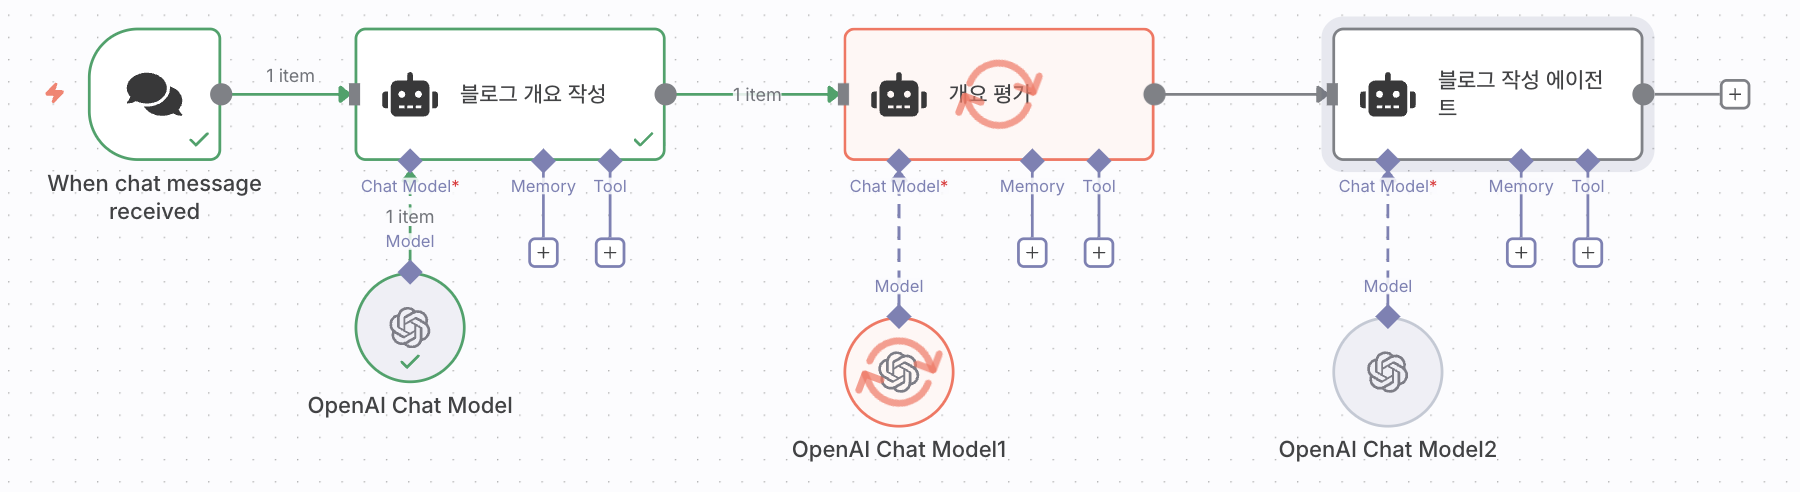 1 item
블로그 개요 작성
1 item
개요 평가
블로그 작성 에이전
트
When chat message
received
Chat Model*
Memory
Tool
Chat Model*
Memory
Tool
Chat Model*
Memory
Tool
1 item
Model
Model
Model
OpenAI Chat Model
OpenAI Chat Model1
OpenAI Chat Model2